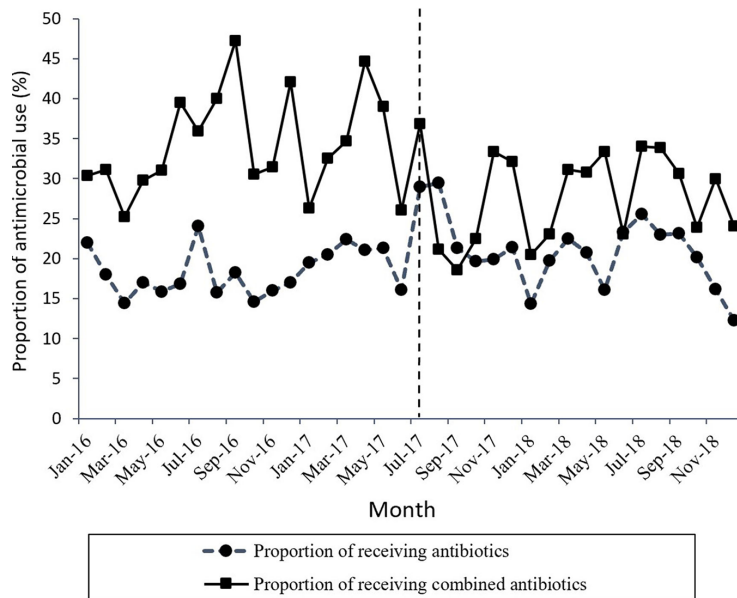 Proportion of antimicrobial use (%)
50
45
40
35
30
25
20
15
10
5
0
Jan-16
Mar-16
May-16
Jul-16
Sep-16
Nov-16
Jan-17
Mar-17
May-17
Jul-17
Sep-17
Nov-17
Jan-18
Mar-18
May-18
Jul-18
Sep-18
Nov-18
Month
Proportion of receiving antibiotics
Proportion of receiving combined antibiotics